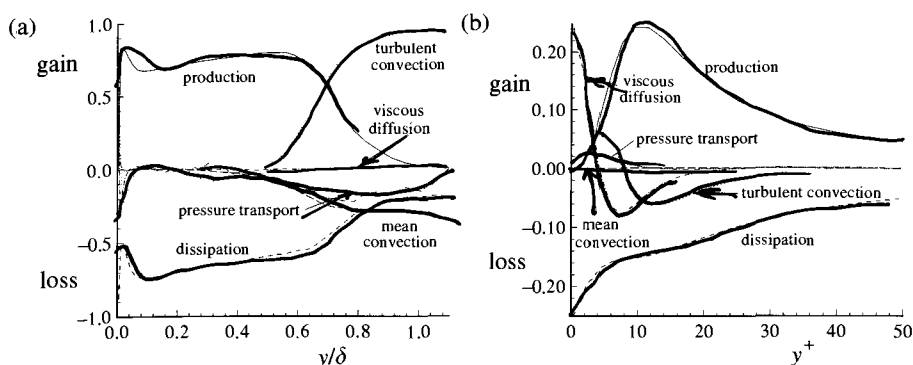 (a)
gain
loss
1.0
0.5
0.0
-0.5
-1.0
production
turbulent
convection
viscous
diffusion
pressure transport
mean
convection
dissipation
0.0
0.2
0.4
0.6
0.8
1.0
y/δ
(b)
gain
loss
0.20
0.10
0.00
-0.10
-0.20
viscous
diffusion
production
pressure transport
turbulent convection
mean
convection
dissipation
0
10
20
30
40
50
y+